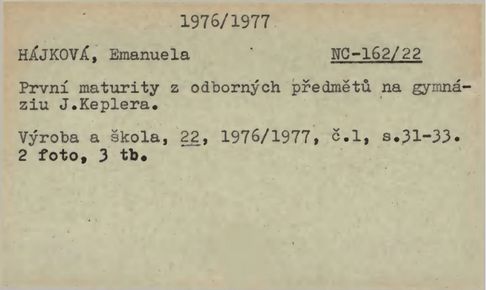 1976/1977
HÁJKOVÁ, Emanuela NC-162/22
První maturity z odborných předmětů na gymná-
ziu J.Keplera.
Výroba a škola, 22, 1976/1977, č.1, s.31-33.
2 foto, 3 tb.